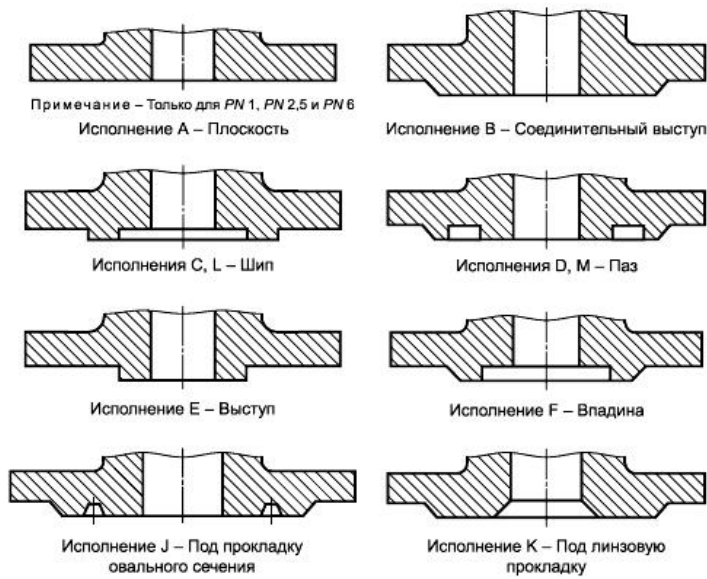 Примечание – Только для PN 1, PN 2,5 и PN 6
Исполнение А – Плоскость
Исполнение В – Соединительный выступ
Исполнения С, L – Шип
Исполнения D, М – Паз
Исполнение Е – Выступ
Исполнение F – Впадина
Исполнение J – Под прокладку
овального сечения
Исполнение К – Под линзовую
прокладку